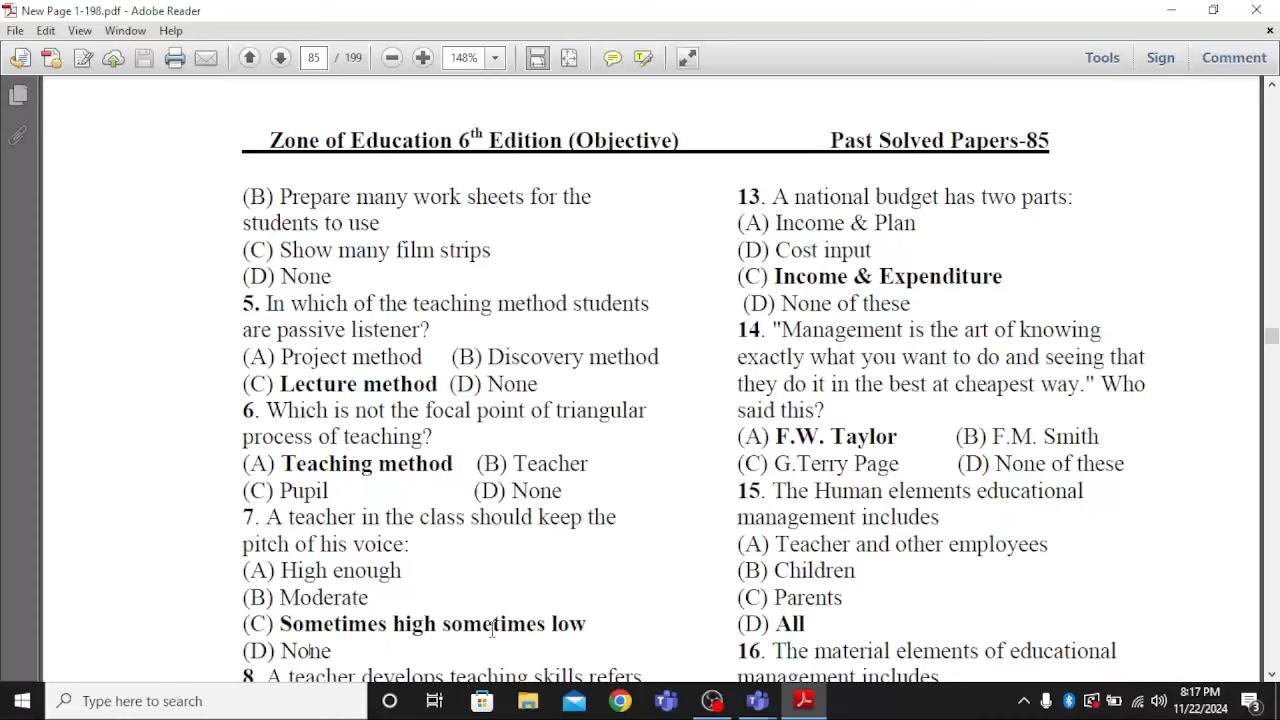 New Page 1-198.pdf - Adobe Reader
File Edit View Window Help
85 / 199 148% Tools Sign Comment
Zone of Education 6th Edition (Objective) Past Solved Papers-85
(B) Prepare many work sheets for the
students to use
(C) Show many film strips
(D) None
5. In which of the teaching method students
are passive listener?
(A) Project method (B) Discovery method
(C) Lecture method (D) None
6. Which is not the focal point of triangular
process of teaching?
(A) Teaching method (B) Teacher
(C) Pupil (D) None
7. A teacher in the class should keep the
pitch of his voice:
(A) High enough
(B) Moderate
(C) Sometimes high sometimes low
(D) None
8. A teacher develops teaching skills refers
13. A national budget has two parts:
(A) Income & Plan
(D) Cost input
(C) Income & Expenditure
(D) None of these
14. "Management is the art of knowing
exactly what you want to do and seeing that
they do it in the best at cheapest way." Who
said this?
(A) F.W. Taylor (B) F.M. Smith
(C) G.Terry Page (D) None of these
15. The Human elements educational
management includes
(A) Teacher and other employees
(B) Children
(C) Parents
(D) All
16. The material elements of educational
management includes
Type here to search
8:17 PM
11/22/2024
3